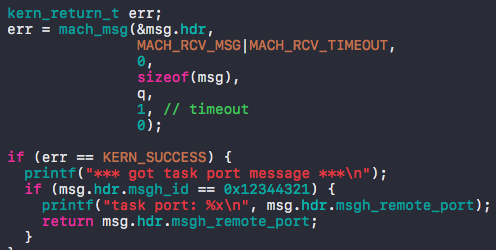 kern_return_t err;
err = mach_msg(&msg.hdr,
MACH_RCV_MSG|MACH_RCV_TIMEOUT,
0,
sizeof(msg),
q,
1, // timeout
0);
if (err == KERN_SUCCESS) {
printf("*** got task port message ***\n");
if (msg.hdr.msgh_id == 0x12344321) {
printf("task port: %x\n", msg.hdr.msgh_remote_port);
return msg.hdr.msgh_remote_port;
}